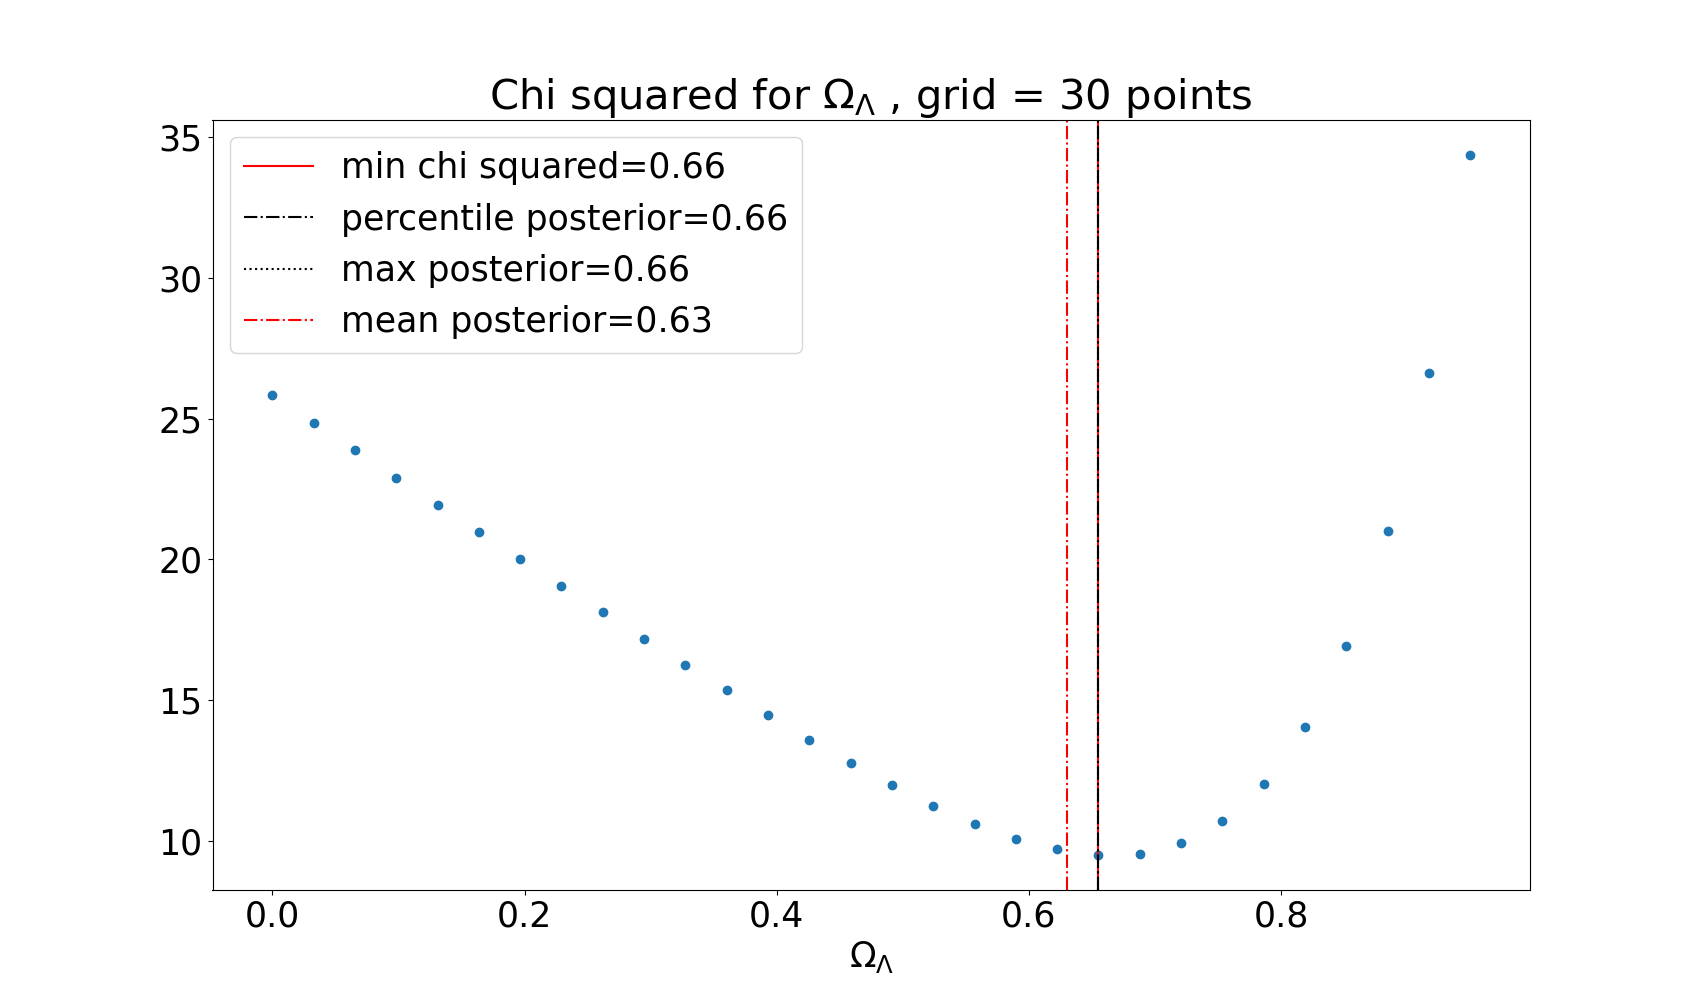 Chi squared for Ω_Λ , grid = 30 points
35
30
25
20
15
10
min chi squared=0.66
percentile posterior=0.66
max posterior=0.66
mean posterior=0.63
0.0 0.2 0.4 0.6 0.8
Ω_Λ